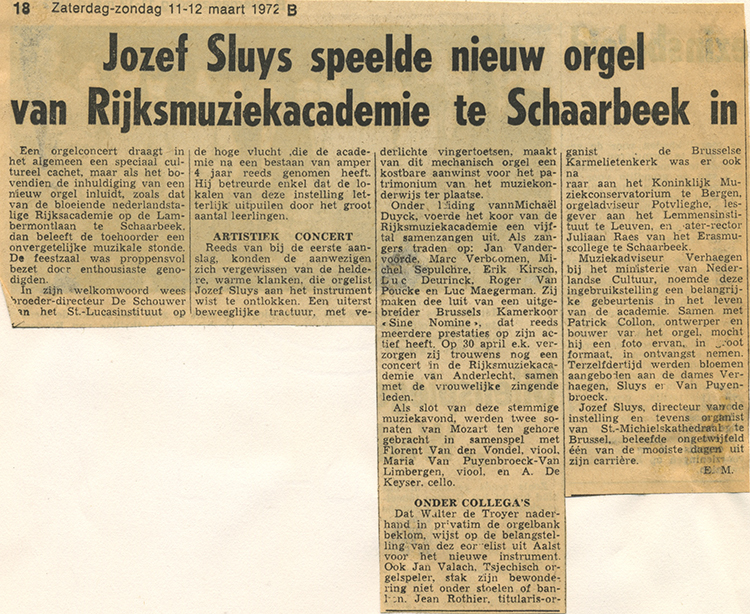 18 Zaterdag-zondag 11-12 maart 1972 B
Jozef Sluys speelde nieuw orgel
van Rijksmuziekacademie te Schaarbeek in
Een orgelconcert draagt in
het algemeen een speciaal cul-
tureel cachet, maar als het bo-
vendien de inhuldiging van een
nieuw orgel inluidt, zoals dat
van de bloeiende nederlandsta-
lige Rijksacademie op de Lam-
bermontlaan te Schaarbeek,
dan beleeft de toehoorder een
onvergetelijke muzikale stonde.
De feestzaal was proppensvol
bezet door enthousiaste geno-
digden.
In zijn welkomwoord wees
broeder-directeur De Schouwer
van het St.-Lucasinstituut op
de hoge vlucht die de acade-
mie na een bestaan van amper
4 jaar reeds genomen heeft.
Hij betreurde enkel dat de lo-
kalen van deze instelling let-
terlijk uitpuilen door het groot
aantal leerlingen.
ARTISTIEK CONCERT
Reeds van bij de eerste aan-
slag, konden de aanwezigen
zich vergewissen van de helde-
re, warme klanken, die orgelist
Jozef Sluys aan het instrument
wist te ontlokken. Een uiterst
beweeglijke tractuur, met ve-
derlichte vingertoetsen, maakt
van dit mechanisch orgel een
kostbare aanwinst voor het pa-
trimonium van het muziekon-
derwijs ter plaatse.
Onder leiding vannMichaël
Duyck, voerde het koor van de
Rijksmuziekacademie een vijf-
tal samenzangen uit. Als zan-
gers traden op: Jan Vander-
voorde, Marc Verbcomen, Mi-
chel Sepulchre, Erik Kirsch,
Luc Deurinck, Roger Van
Poucke en Luc Maegerman. Zij
maken dee luit van een uitge-
breider Brussels Kamerkoor
«Sine Nomine», dat reeds
meerdere prestaties op zijn ac-
tief heeft. Op 30 april e.k. ver-
zorgen zij trouwens nog een
concert in de Rijksmuziekaca-
demie van Anderlecht, samen
met de vrouwelijke zingende
leden.
Als slot van deze stemmige
muziekavond, werden twee so-
naten van Mozart ten gehore
gebracht in samenspel met
Florent Van den Vondel, viool,
Maria Van Puyenbroeck-Van
Limbergen, viool, en A. De
Keyser, cello.
ONDER COLLEGA'S
Dat Walter de Troyer nader-
hand in privatim de orgelbank
beklom, wijst op de belangstel-
ling van dez orgelist uit Aalst
voor het nieuwe instrument.
Ook Jan Valach, Tsjechisch or-
gelspeler, stak zijn bewonde-
ring niet onder stoelen of ban-
ken. Jean Rothier, titularis-or-
ganist de Brusselse
Karmelietenkerk was er ook
na
raar aan het Koninklijk Mu-
ziekconservatorium te Bergen,
orgeladviseur Potvlieghe, les-
gever aan het Lemmensinsti-
tuut te Leuven, en pater-rector
Juliaan Raes van het Erasmu-
scollege te Schaarbeek.
Muziekadviseur Verhaegen
bij het ministerie van Neder-
landse Cultuur, noemde deze
ingebruikstelling een belangrij-
ke gebeurtenis in het leven
van de academie. Samen met
Patrick Collon, ontwerper en
bouwer van het orgel, mocht
hij een foto ervan, in groot
formaat, in ontvangst nemen.
Terzelfdertijd werden bloemen
aangeboden aan de dames Ver-
haegen, Sluys en Van Puyen-
broeck.
Jozef Sluys, directeur van de
instelling en tevens organist
van St.-Michielskathedraal te
Brussel, beleefde ongetwijfeld
één van de mooiste dagen uit
zijn carrière.
E. M.